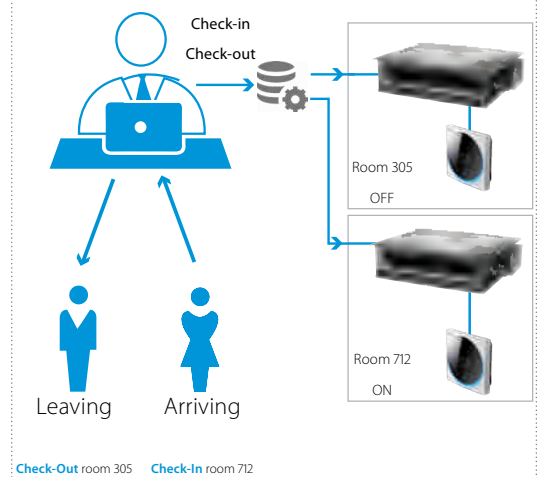 Check-in
Check-out
Room 305
OFF
Room 712
ON
Leaving
Arriving
Check-Out room 305
Check-In room 712